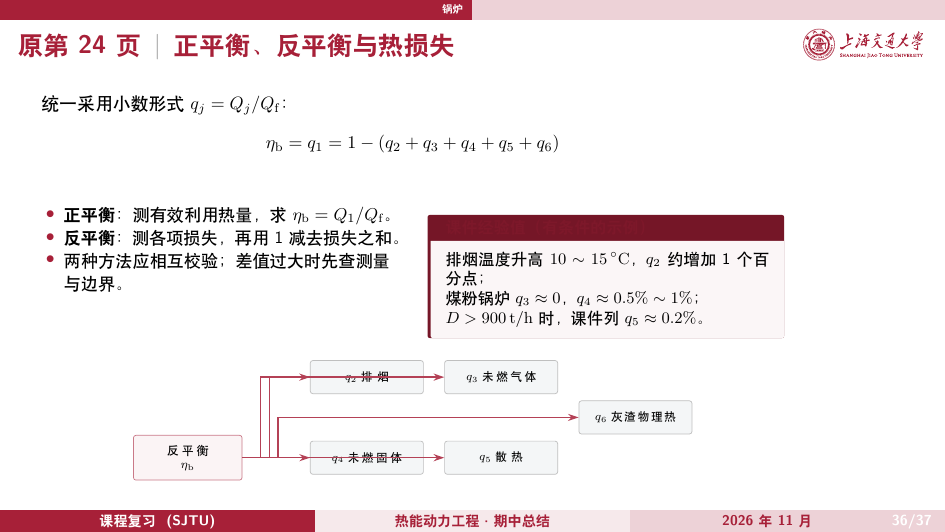 锅炉
原第 24 页 | 正平衡、反平衡与热损失
上海交通大学
SHANGHAI JIAO TONG UNIVERSITY
统一采用小数形式 q_j = Q_j/Q_f：
η_b = q_1 = 1 − (q_2 + q_3 + q_4 + q_5 + q_6)
• 正平衡：测有效利用热量，求 η_b = Q_1/Q_f。
• 反平衡：测各项损失，再用 1 减去损失之和。
• 两种方法应相互校验；差值过大时先查测量
与边界。
排烟温度升高 10 ∼ 15 °C，q_2 约增加 1 个百
分点；
煤粉锅炉 q_3 ≈ 0，q_4 ≈ 0.5% ∼ 1%；
D > 900 t/h 时，课件列 q_5 ≈ 0.2%。
q_2 排烟
q_3 未燃气体
q_6 灰渣物理热
反平衡
η_b
q_4 未燃固体
q_5 散热
课程复习 (SJTU)
热能动力工程 · 期中总结
2026 年 11 月
36/37